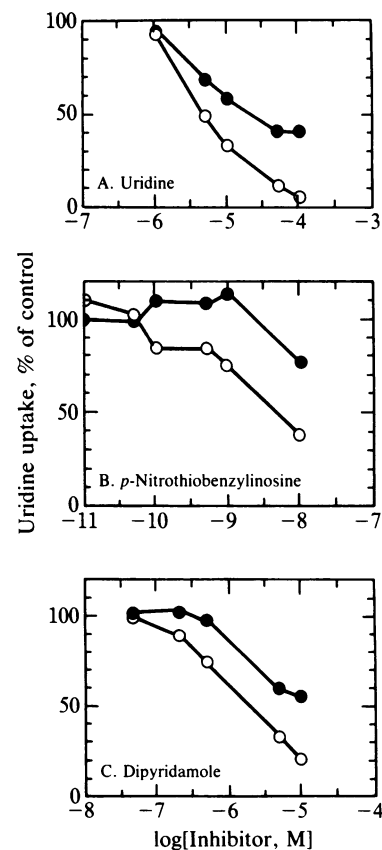 Uridine uptake, % of control
100
50
0
A. Uridine
−7 −6 −5 −4 −3
100
50
0
B. p-Nitrothiobenzylinosine
−11 −10 −9 −8 −7
100
50
0
C. Dipyridamole
−8 −7 −6 −5 −4
log[Inhibitor, M]